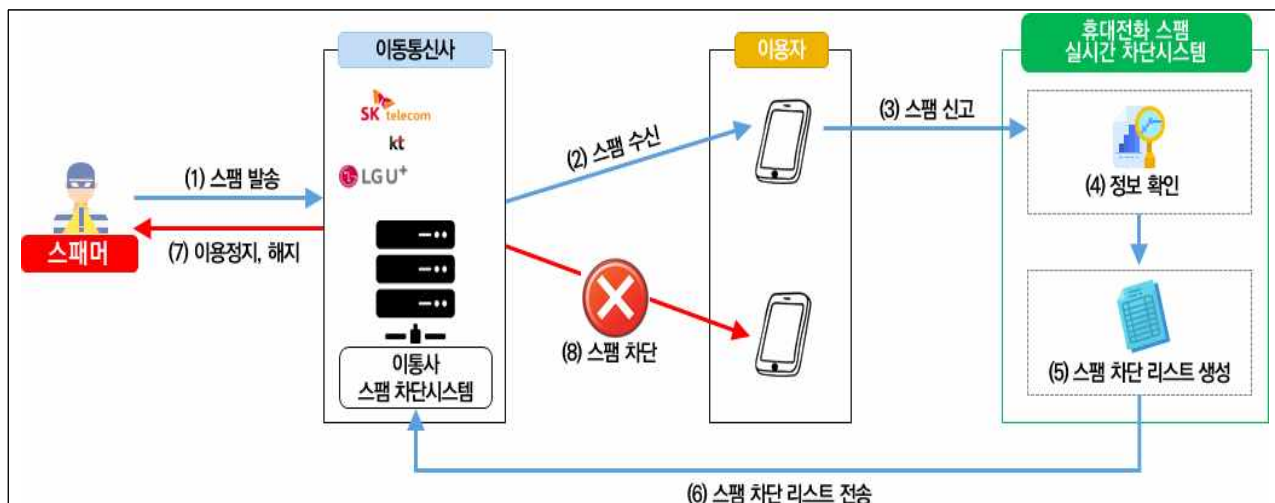 이동통신사
이용자
휴대전화 스팸
실시간 차단시스템
SK telecom
kt
LG U+
(1) 스팸 발송
(2) 스팸 수신
(3) 스팸 신고
(4) 정보 확인
스패머
(7) 이용정지, 해지
(8) 스팸 차단
이통사
스팸 차단시스템
(5) 스팸 차단 리스트 생성
(6) 스팸 차단 리스트 전송